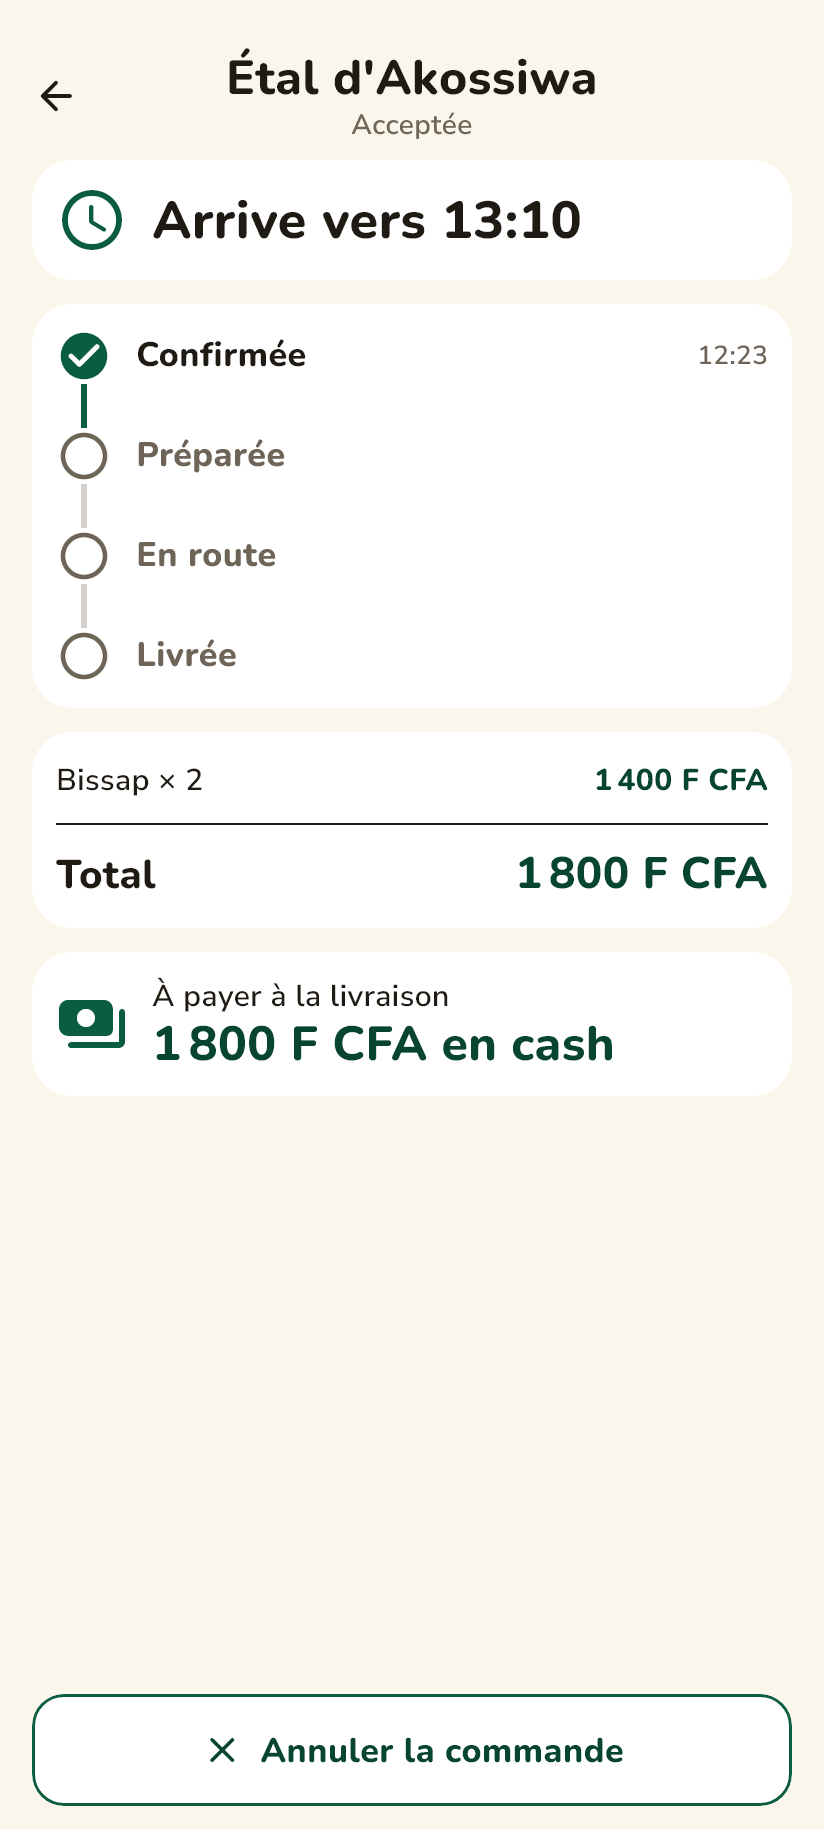 Étal d'Akossiwa
Acceptée
Arrive vers 13:10
Confirmée 12:23
Préparée
En route
Livrée
Bissap × 2 1 400 F CFA
Total 1 800 F CFA
À payer à la livraison
1 800 F CFA en cash
Annuler la commande